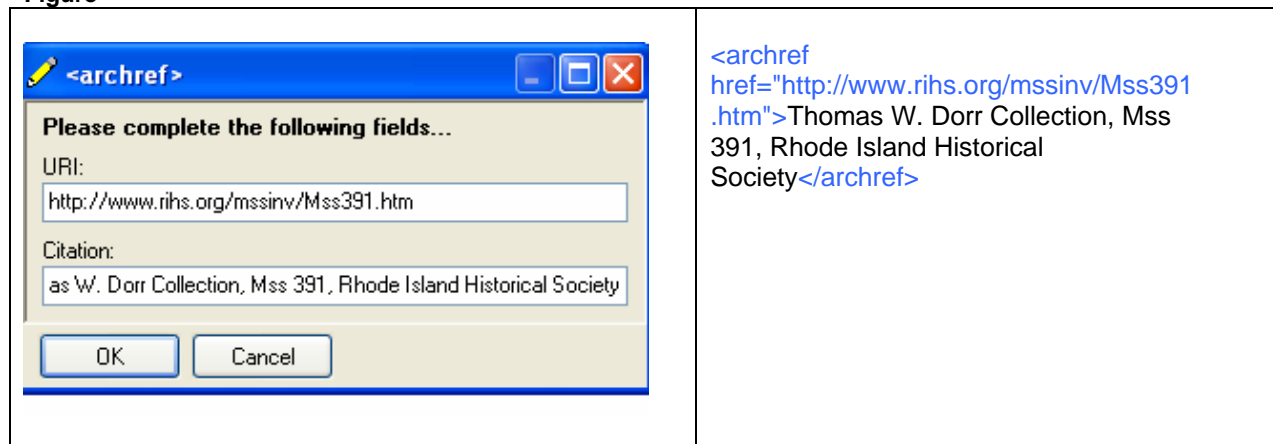 Figure
<archref>
Please complete the following fields...
URI:
http://www.rihs.org/mssinv/Mss391.htm
Citation:
as W. Dorr Collection, Mss 391, Rhode Island Historical Society
OK
Cancel
<archref
href="http://www.rihs.org/mssinv/Mss391
.htm">Thomas W. Dorr Collection, Mss
391, Rhode Island Historical
Society</archref>